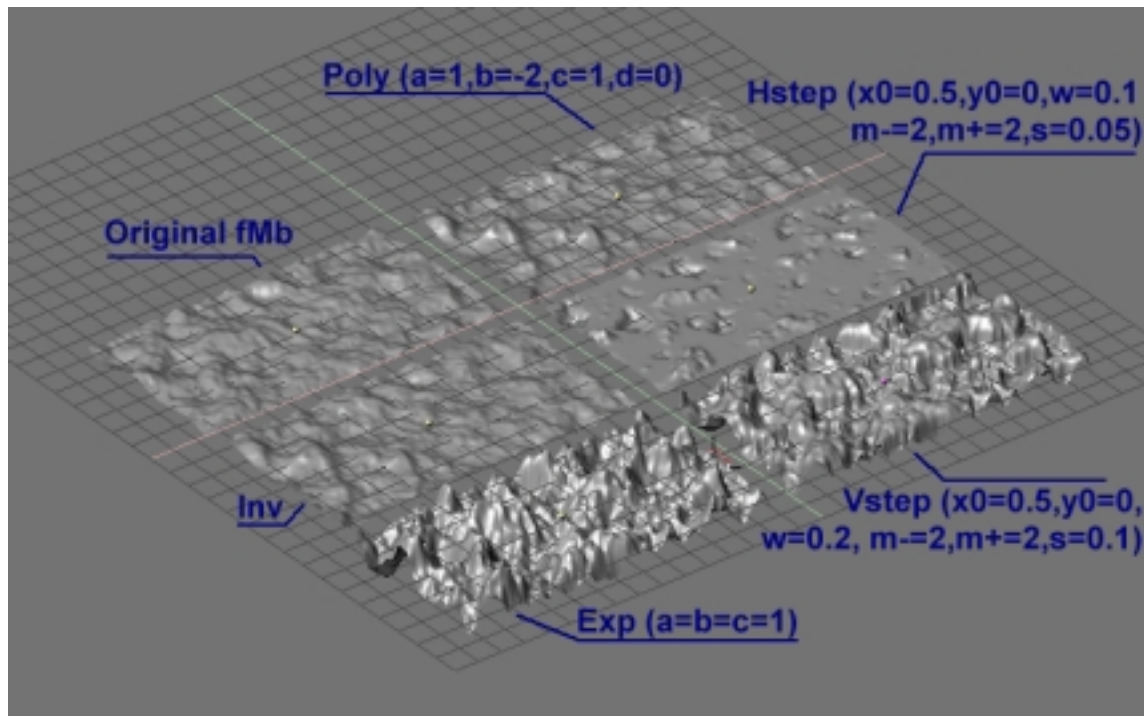 Poly (a=1,b=-2,c=1,d=0)
Hstep (x0=0.5,y0=0,w=0.1
m-=2,m+=2,s=0.05)
Original fMb
Inv
Vstep (x0=0.5,y0=0,
w=0.2, m-=2,m+=2,s=0.1)
Exp (a=b=c=1)